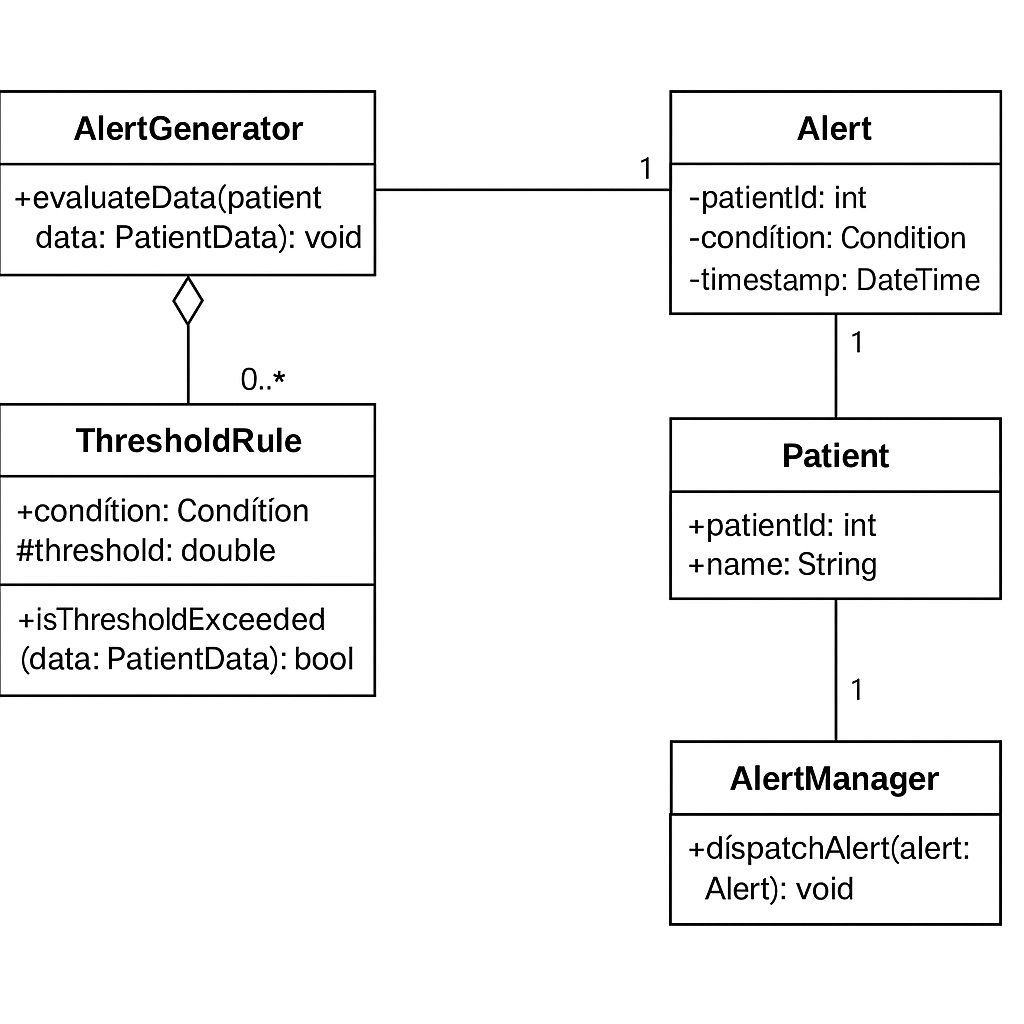 AlertGenerator
+evaluateData(patient
data: PatientData): void
1
Alert
-patientId: int
-condítion: Condition
-timestamp: DateTime
0..*
1
ThresholdRule
+condítion: Condítíon
#threshold: double
+isThresholdExceeded
(data: PatientData): bool
Patient
+patientId: int
+name: String
1
AlertManager
+díspatchAlert(alert:
Alert): void